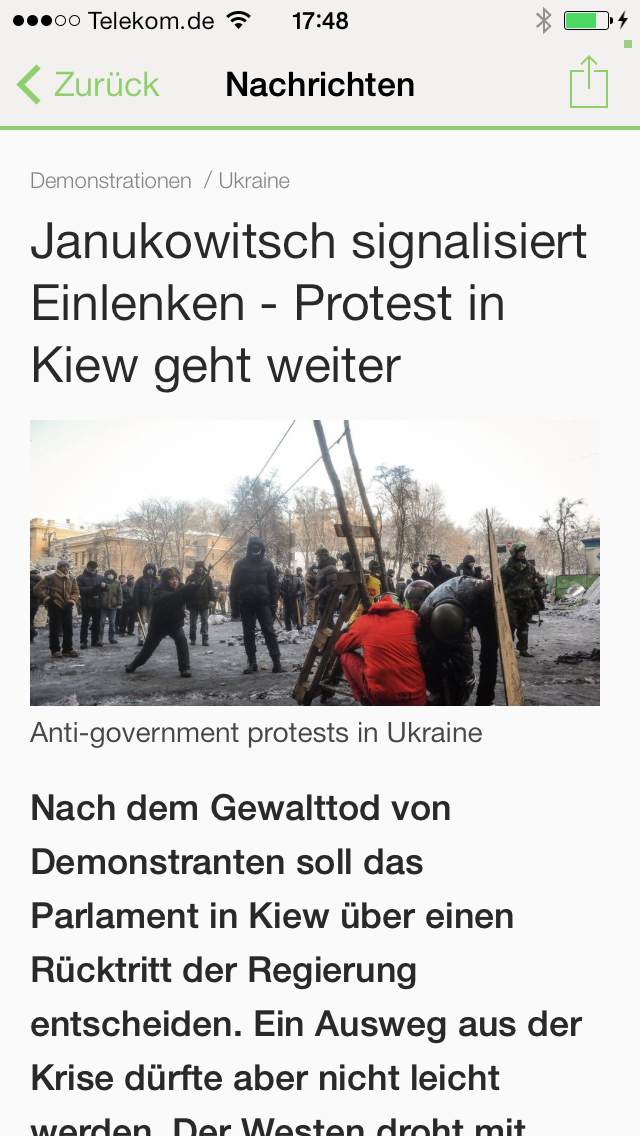 Telekom.de 17:48
Zurück Nachrichten
Demonstrationen / Ukraine
Janukowitsch signalisiert
Einlenken - Protest in
Kiew geht weiter
Anti-government protests in Ukraine
Nach dem Gewalttod von
Demonstranten soll das
Parlament in Kiew über einen
Rücktritt der Regierung
entscheiden. Ein Ausweg aus der
Krise dürfte aber nicht leicht
werden. Der Westen droht mit